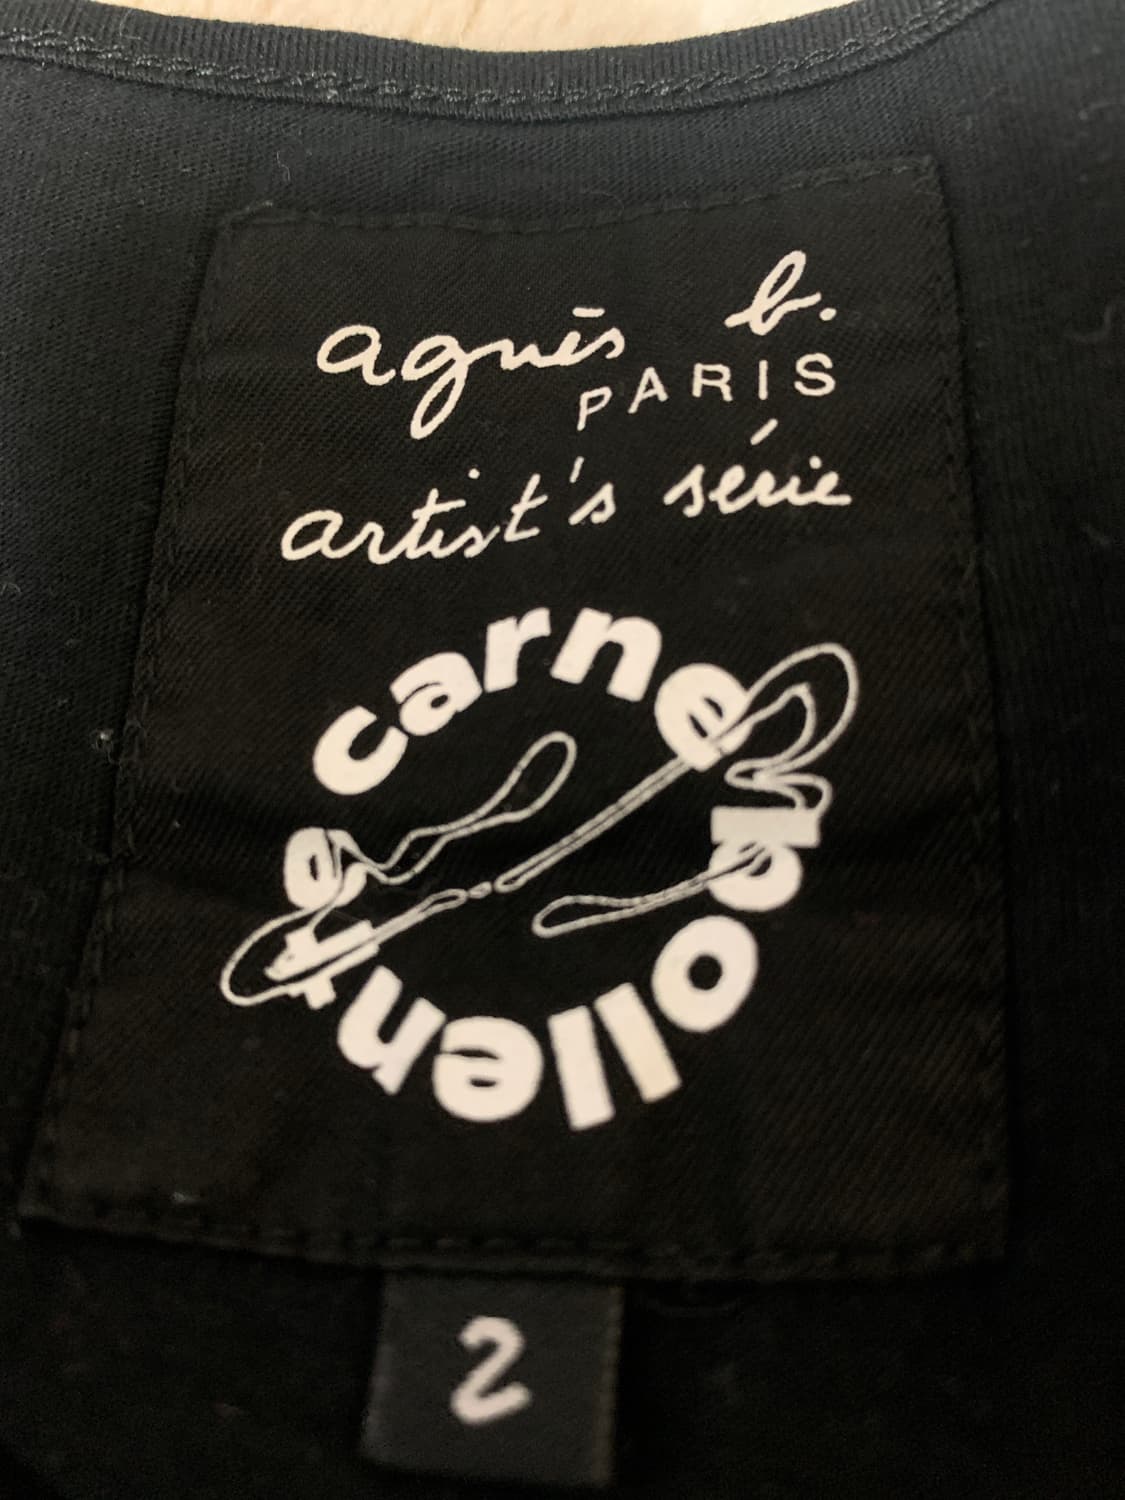 agnès b.
PARIS
artist's série
carne bollente
2